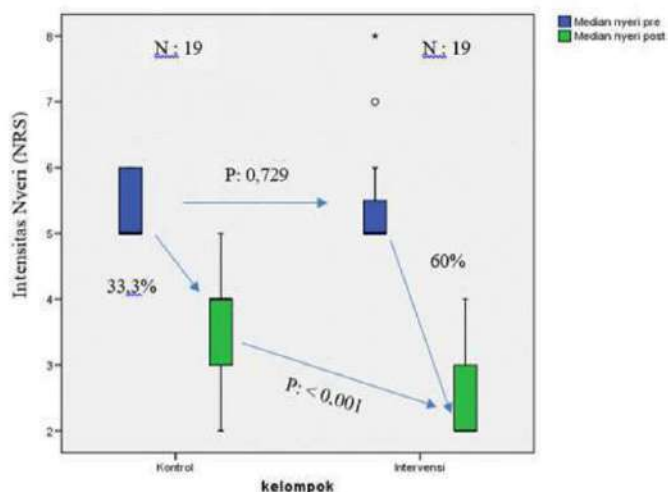 Median nyeri pre
Median nyeri post
N : 19
N : 19
8
7
6
5
4
3
2
Intensitas Nyeri (NRS)
P: 0,729
33,3%
60%
P: < 0,001
Kontrol
Intervensi
kelompok